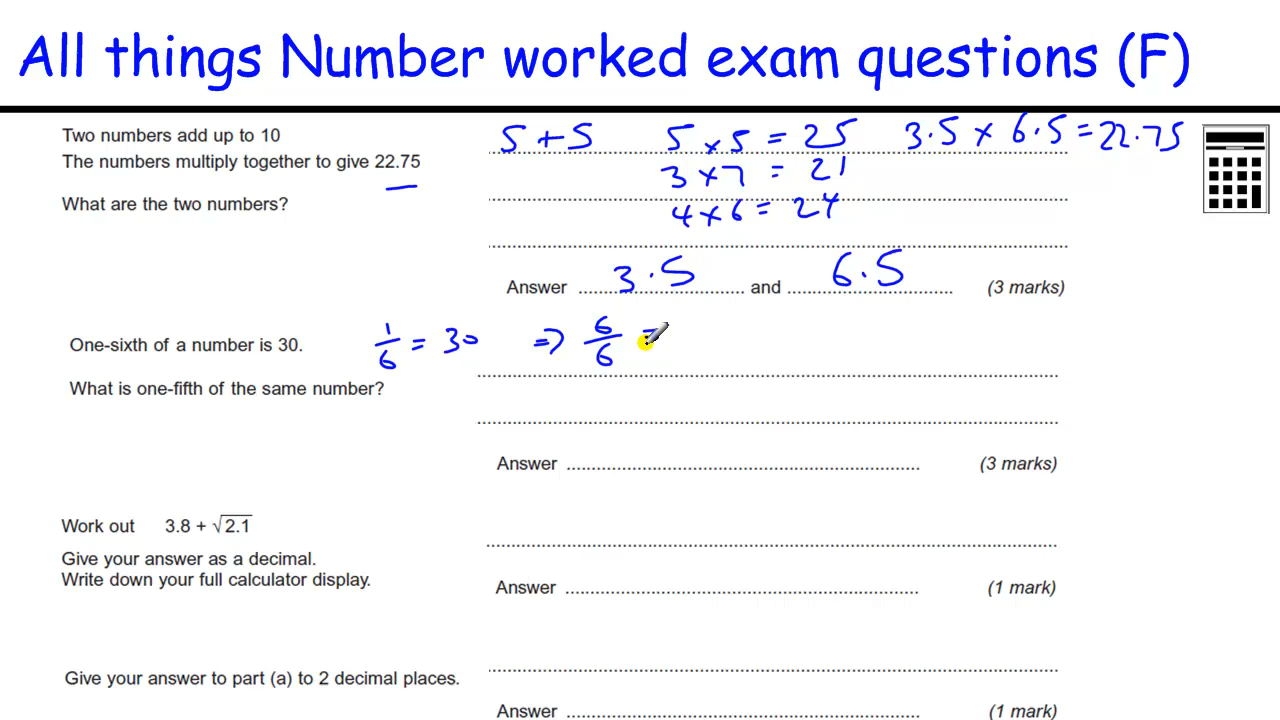 All things Number worked exam questions (F)
Two numbers add up to 10
5 + 5 5 × 5 = 25 3.5 × 6.5 = 22.75
The numbers multiply together to give 22.75
3 × 7 = 21
What are the two numbers?
4 × 6 = 24
Answer 3.5 and 6.5 (3 marks)
One-sixth of a number is 30.
1/6 = 30 ⇒ 6/6 =
What is one-fifth of the same number?
Answer (3 marks)
Work out 3.8 + √2.1
Give your answer as a decimal.
Write down your full calculator display.
Answer (1 mark)
Give your answer to part (a) to 2 decimal places.
Answer (1 mark)